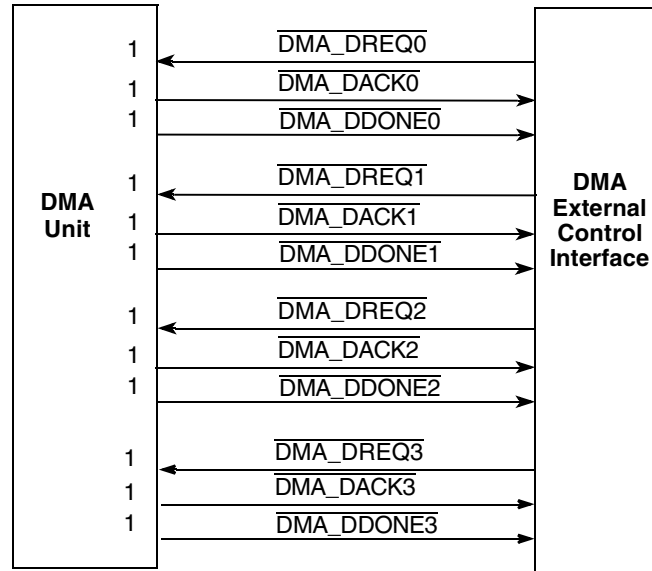 DMA
Unit
1
DMA_DREQ0
1
DMA_DACK0
1
DMA_DDONE0
1
DMA_DREQ1
1
DMA_DACK1
1
DMA_DDONE1
1
DMA_DREQ2
1
DMA_DACK2
1
DMA_DDONE2
1
DMA_DREQ3
1
DMA_DACK3
1
DMA_DDONE3
DMA
External
Control
Interface